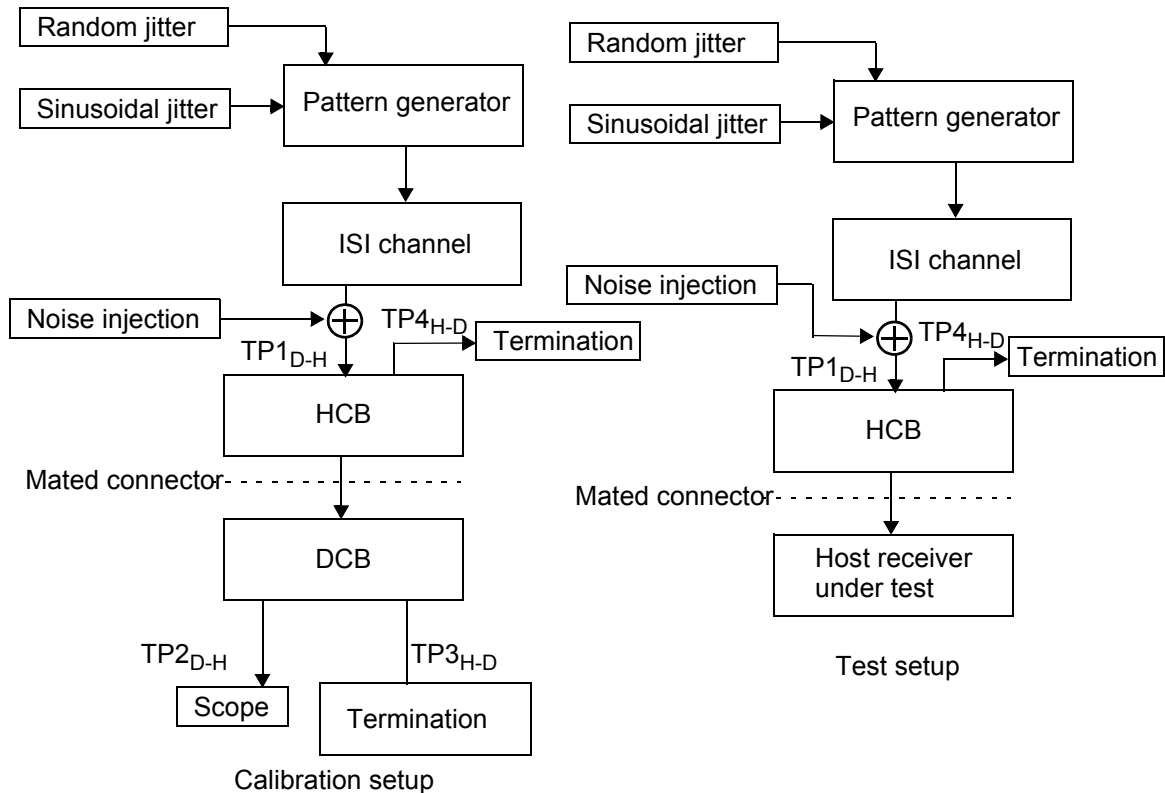 Random jitter
Sinusoidal jitter
Pattern generator
ISI channel
Noise injection
TP4H-D
Termination
TP1D-H
HCB
Mated connector
DCB
TP2D-H
TP3H-D
Scope
Termination
Calibration setup
Random jitter
Sinusoidal jitter
Pattern generator
ISI channel
Noise injection
TP4H-D
Termination
TP1D-H
HCB
Mated connector
Host receiver
under test
Test setup